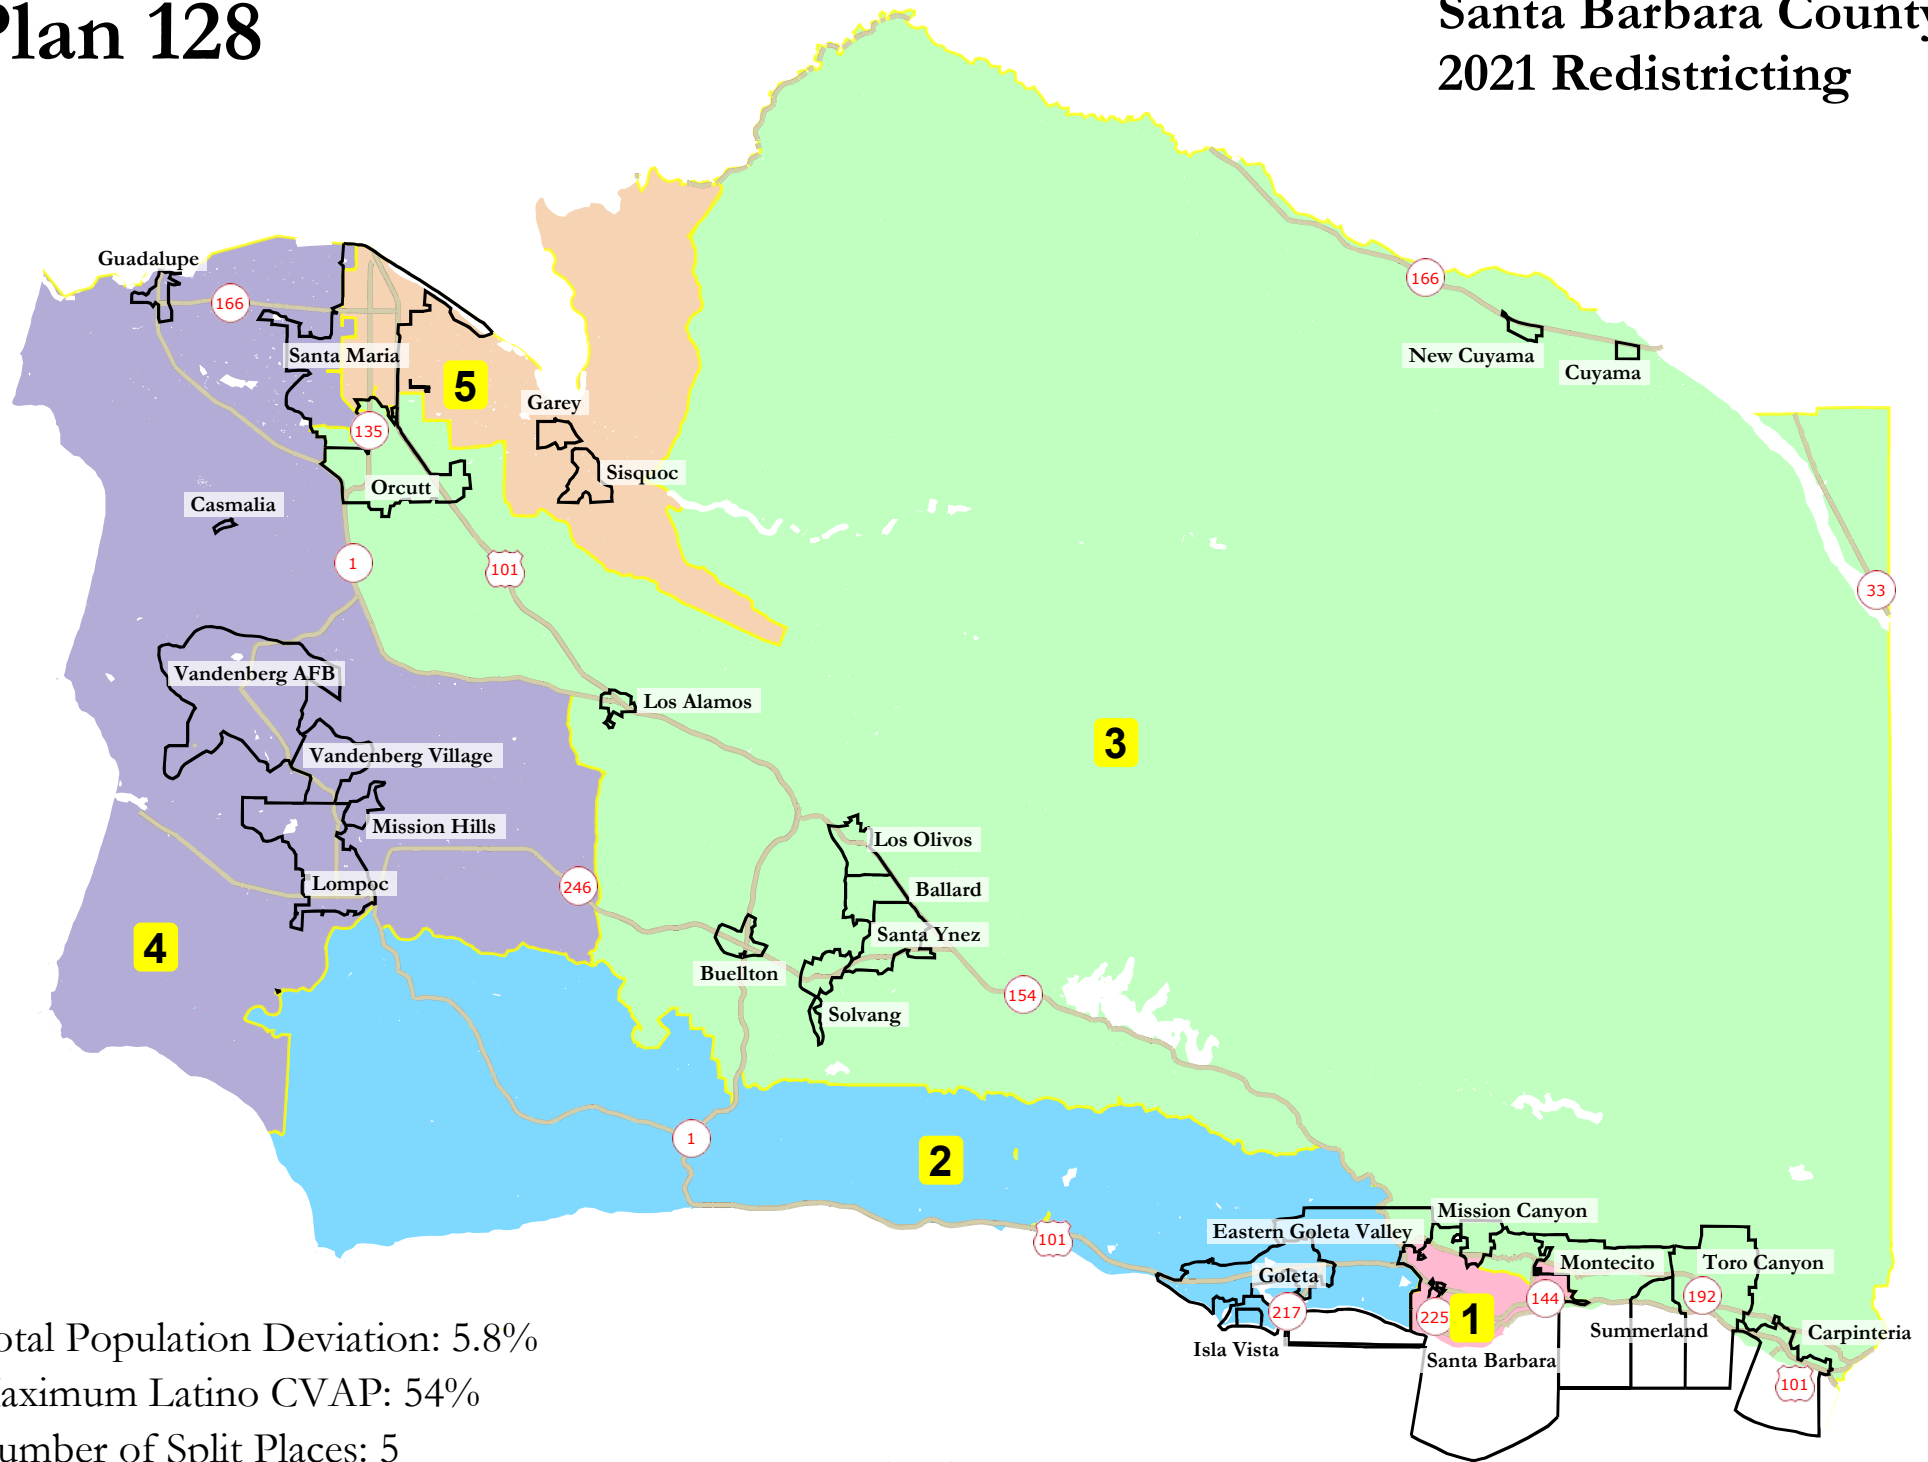 Plan 128
Santa Barbara County
2021 Redistricting
Guadalupe
166
Santa Maria
5
135
Garey
Sisquoc
Orcutt
Casmalia
1
101
166
New Cuyama
Cuyama
33
Vandenberg AFB
Los Alamos
Vandenberg Village
3
Mission Hills
Los Olivos
Lompoc
246
Ballard
4
Santa Ynez
Buellton
154
Solvang
1
2
101
Mission Canyon
Eastern Goleta Valley
Goleta
Montecito
Toro Canyon
217
225
1
144
192
Isla Vista
Santa Barbara
Summerland
Carpinteria
101
otal Population Deviation: 5.8%
aximum Latino CVAP: 54%
umber of Split Places: 5